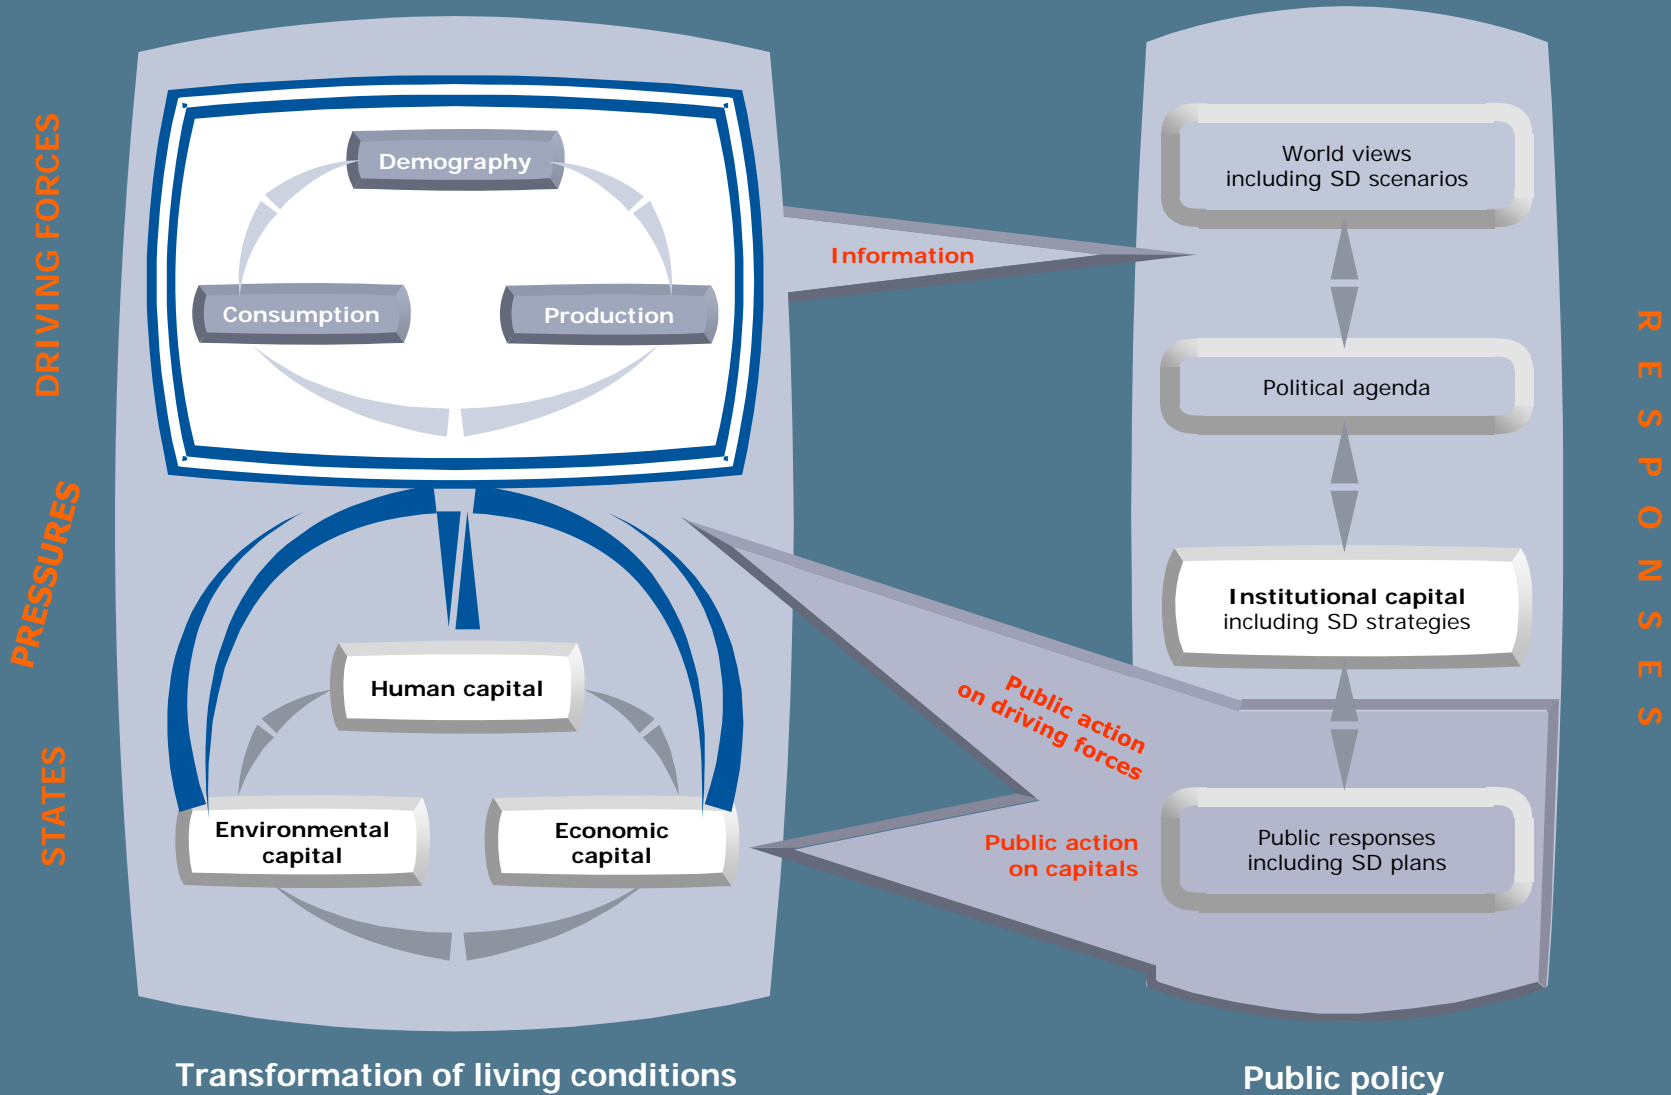 DRIVING FORCES
PRESSURES
STATES
Demography
Consumption
Production
Human capital
Environmental
capital
Economic
capital
Transformation of living conditions
Information
Public action
on driving forces
Public action
on capitals
World views
including SD scenarios
Political agenda
Institutional capital
including SD strategies
Public responses
including SD plans
Public policy
RESPONSES